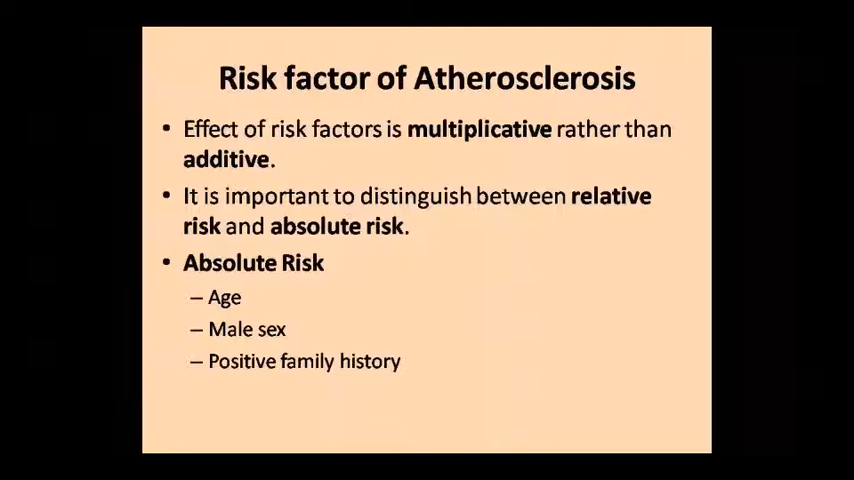 Risk factor of Atherosclerosis
• Effect of risk factors is multiplicative rather than
additive.
• It is important to distinguish between relative
risk and absolute risk.
• Absolute Risk
– Age
– Male sex
– Positive family history